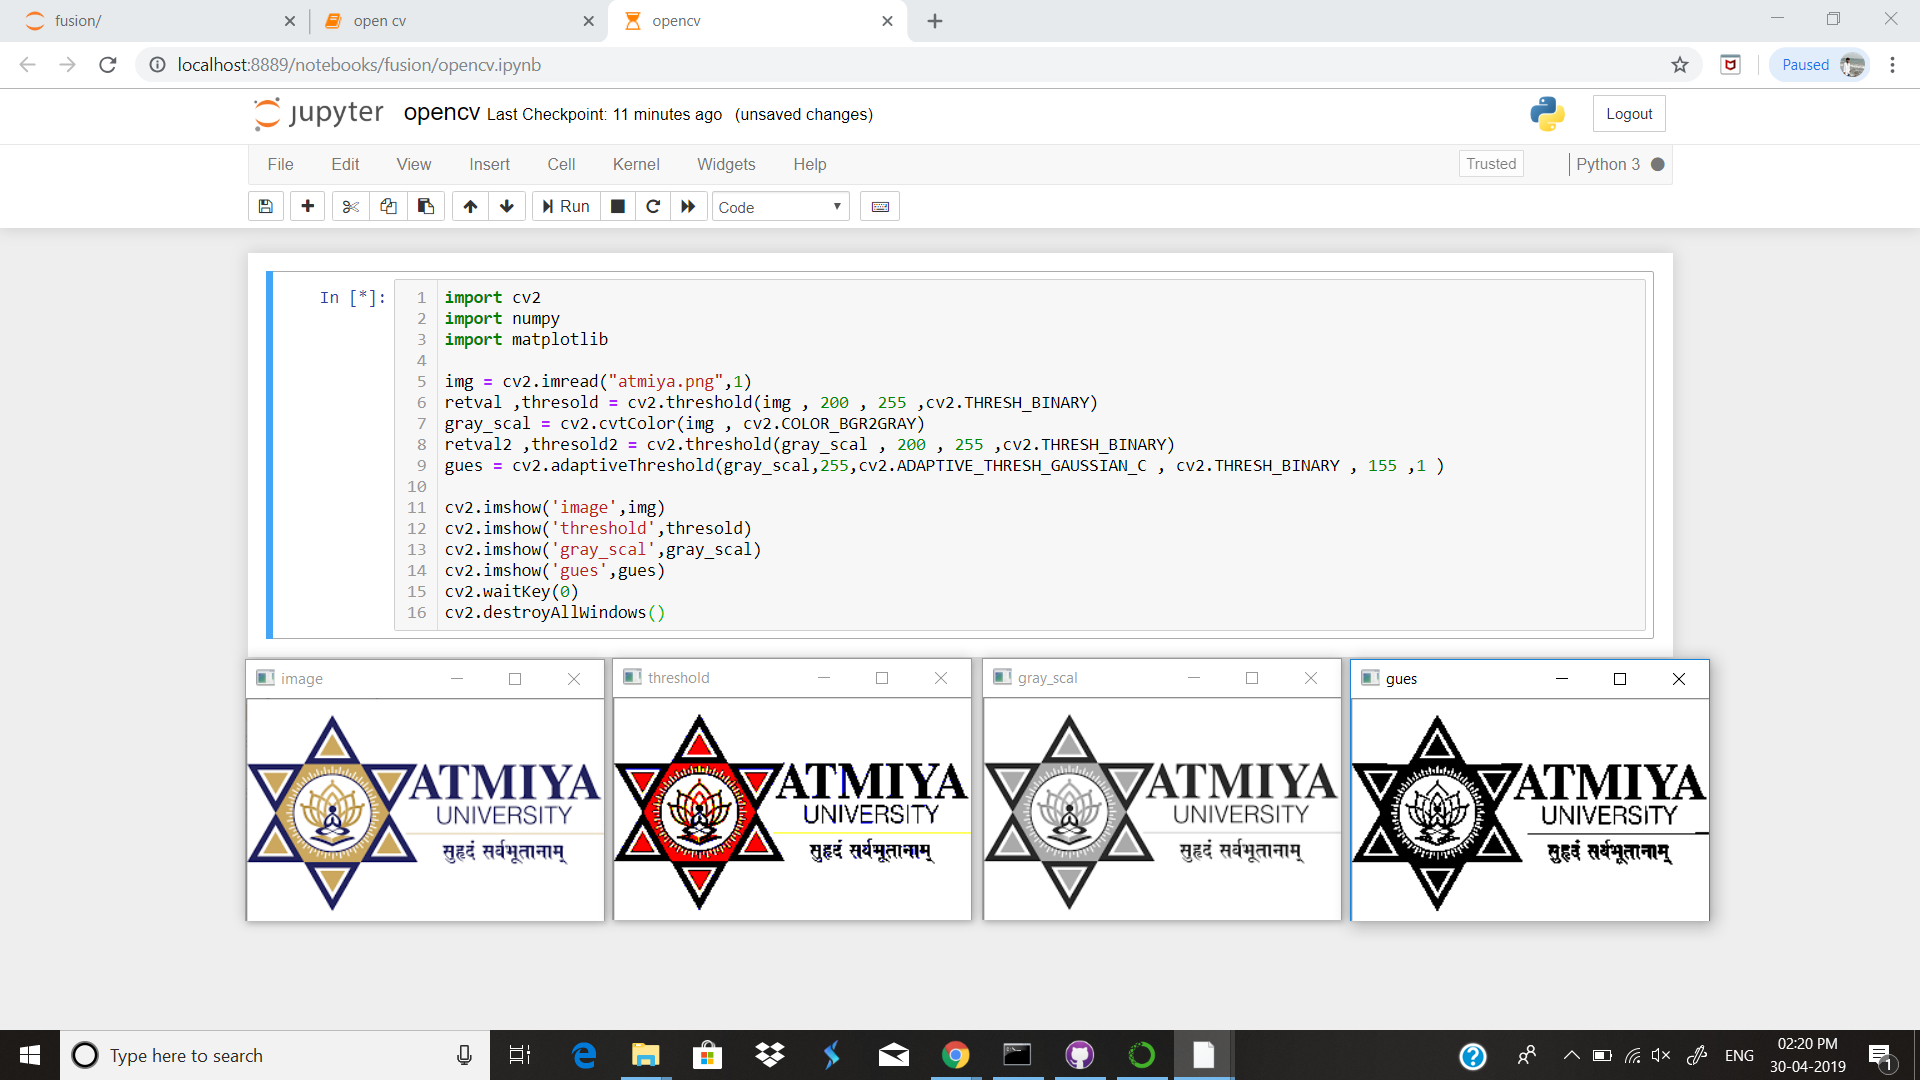 fusion/
open cv
opencv
localhost:8889/notebooks/fusion/opencv.ipynb
Paused
jupyter opencv Last Checkpoint: 11 minutes ago (unsaved changes)
Logout
File Edit View Insert Cell Kernel Widgets Help
Trusted
Python 3
Run
Code
In [*]:
1 import cv2
2 import numpy
3 import matplotlib
4
5 img = cv2.imread("atmiya.png",1)
6 retval ,thresold = cv2.threshold(img , 200 , 255 ,cv2.THRESH_BINARY)
7 gray_scal = cv2.cvtColor(img , cv2.COLOR_BGR2GRAY)
8 retval2 ,thresold2 = cv2.threshold(gray_scal , 200 , 255 ,cv2.THRESH_BINARY)
9 gues = cv2.adaptiveThreshold(gray_scal,255,cv2.ADAPTIVE_THRESH_GAUSSIAN_C , cv2.THRESH_BINARY , 155 ,1 )
10
11 cv2.imshow('image',img)
12 cv2.imshow('threshold',thresold)
13 cv2.imshow('gray_scal',gray_scal)
14 cv2.imshow('gues',gues)
15 cv2.waitKey(0)
16 cv2.destroyAllWindows()
image
ATMIYA
UNIVERSITY
सुहृदं सर्वभूतानाम्
threshold
ATMIYA
UNIVERSITY
सुहृदं सर्वभूतानाम्
gray_scal
ATMIYA
UNIVERSITY
सुहृदं सर्वभूतानाम्
gues
ATMIYA
UNIVERSITY
सुहृदं सर्वभूतानाम्
Type here to search
ENG
02:20 PM
30-04-2019
1